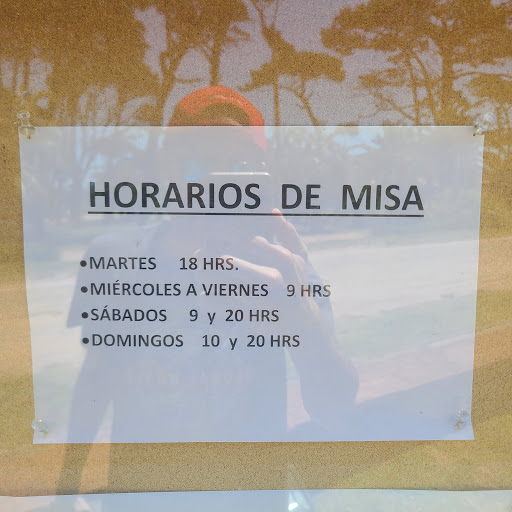 HORARIOS DE MISA
•MARTES 18 HRS.
•MIÉRCOLES A VIERNES 9 HRS
•SÁBADOS 9 y 20 HRS
•DOMINGOS 10 y 20 HRS